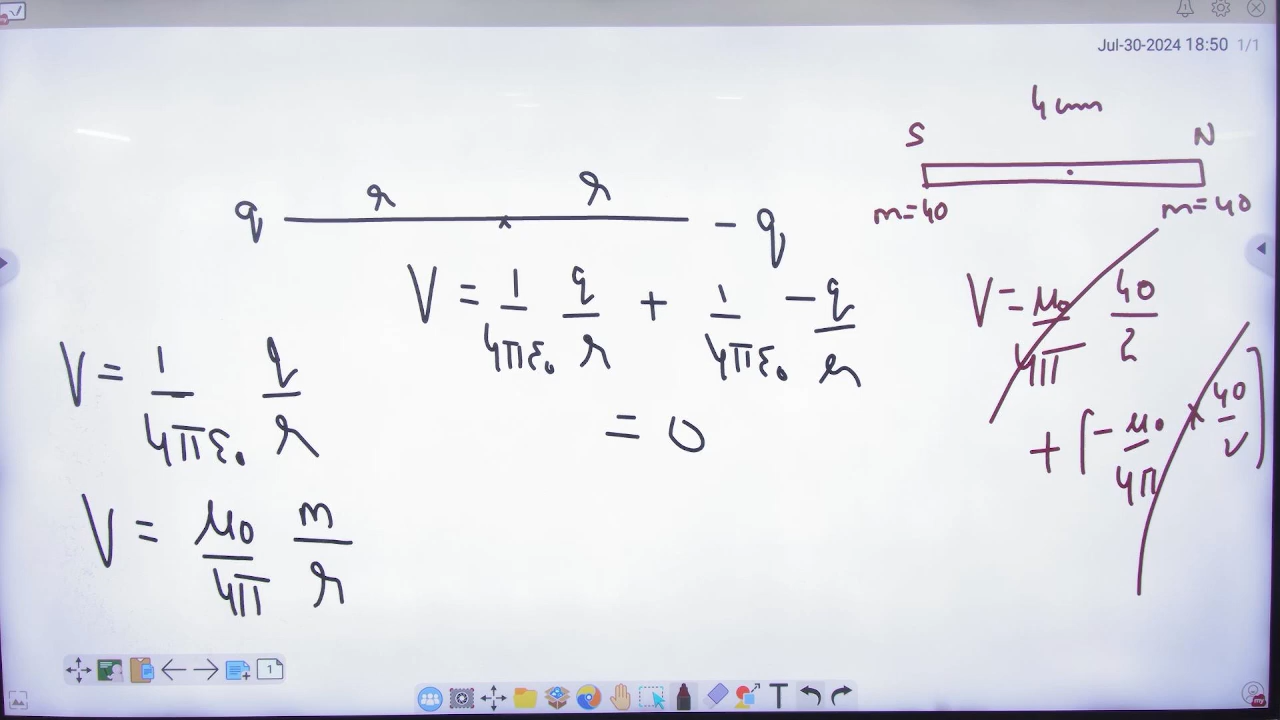 Jul-30-2024 18:50 1/1
4 cm
S N
m=40 m=40
q r r -q
V = 1/4πε₀ q/r + 1/4πε₀ -q/r
= 0
V = 1/4πε₀ q/r
V = μ₀/4π m/r
V = μ₀/4π 40/2
+ [-μ₀/4π × 40/2]
1
T